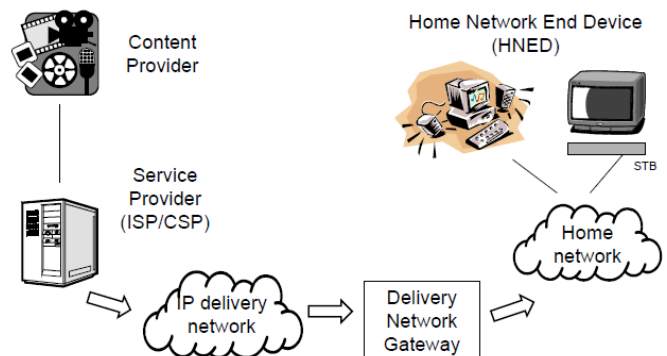 Content
Provider
Home Network End Device
(HNED)
STB
Service
Provider
(ISP/CSP)
Home
network
IP delivery
network
Delivery
Network
Gateway